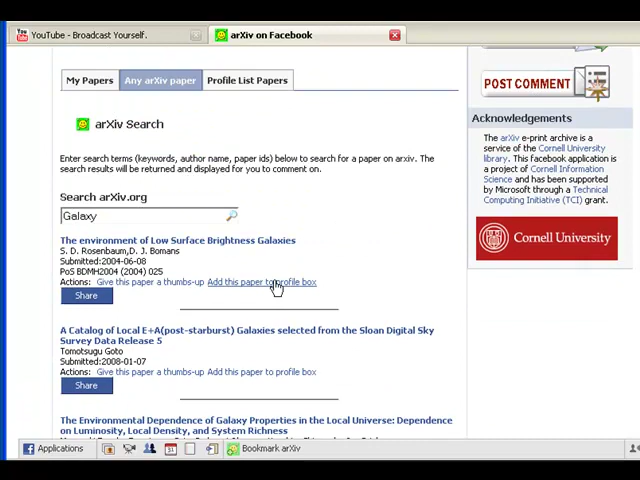 YouTube - Broadcast Yourself.
arXiv on Facebook
My Papers
Any arXiv paper
Profile List Papers
arXiv Search
Enter search terms (keywords, author name, paper ids) below to search for a paper on arxiv. The
search results will be returned and displayed for you to comment on.
Search arXiv.org
Galaxy
The environment of Low Surface Brightness Galaxies
S. D. Rosenbaum,D. J. Bomans
Submitted:2004-06-08
PoS BDMH2004 (2004) 025
Actions: Give this paper a thumbs-up Add this paper to profile box
Share
A Catalog of Local E+A(post-starburst) Galaxies selected from the Sloan Digital Sky
Survey Data Release 5
Tomotsugu Goto
Submitted:2008-01-07
Actions: Give this paper a thumbs-up Add this paper to profile box
Share
The Environmental Dependence of Galaxy Properties in the Local Universe: Dependence
on Luminosity, Local Density, and System Richness
POST COMMENT
Acknowledgements
The arXiv e-print archive is a
service of the Cornell University
library. This facebook application is
a project of Cornell Information
Science and has been supported
by Microsoft through a Technical
Computing Initiative (TCI) grant.
Cornell University
Applications
31
Bookmark arXiv